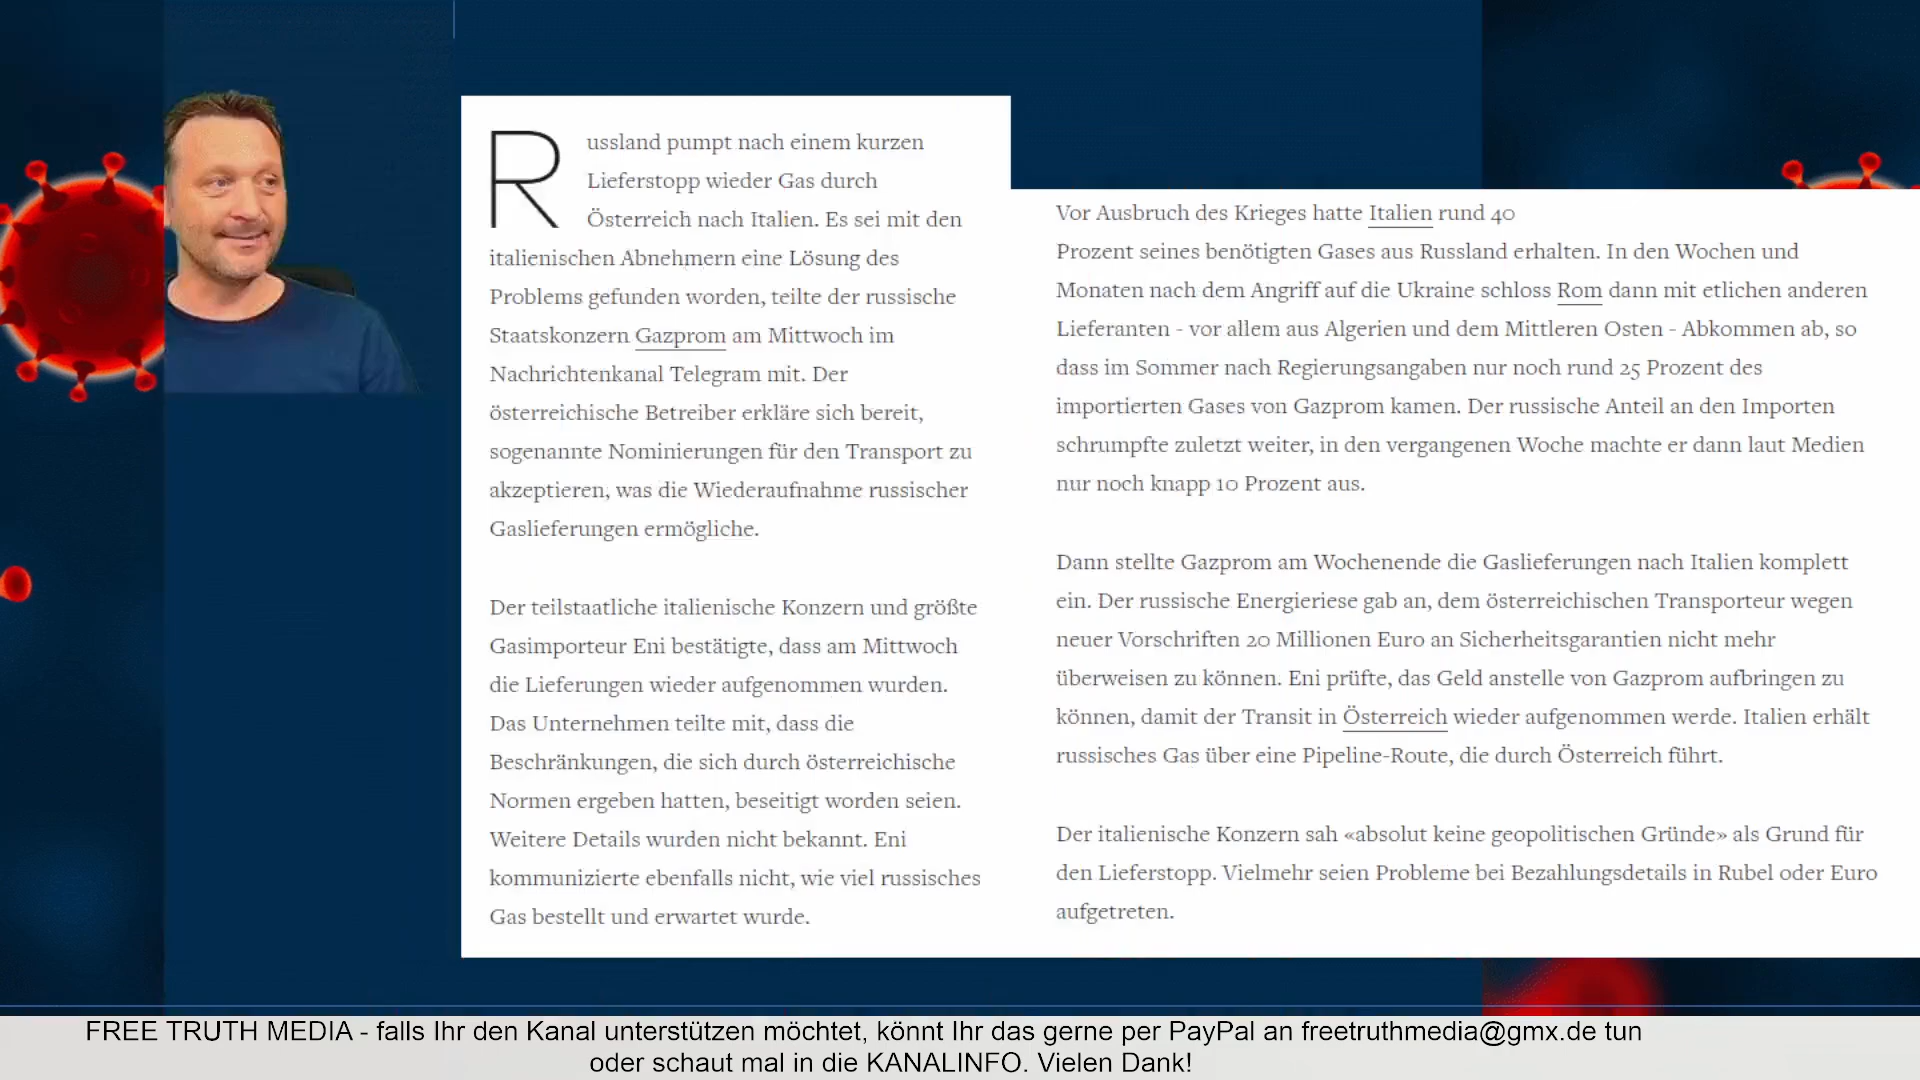 Russland pumpt nach einem kurzen
Lieferstopp wieder Gas durch
Österreich nach Italien. Es sei mit den
italienischen Abnehmern eine Lösung des
Problems gefunden worden, teilte der russische
Staatskonzern Gazprom am Mittwoch im
Nachrichtenkanal Telegram mit. Der
österreichische Betreiber erkläre sich bereit,
sogenannte Nominierungen für den Transport zu
akzeptieren, was die Wiederaufnahme russischer
Gaslieferungen ermögliche.
Der teilstaatliche italienische Konzern und größte
Gasimporteur Eni bestätigte, dass am Mittwoch
die Lieferungen wieder aufgenommen wurden.
Das Unternehmen teilte mit, dass die
Beschränkungen, die sich durch österreichische
Normen ergeben hatten, beseitigt worden seien.
Weitere Details wurden nicht bekannt. Eni
kommunizierte ebenfalls nicht, wie viel russisches
Gas bestellt und erwartet wurde.
Vor Ausbruch des Krieges hatte Italien rund 40
Prozent seines benötigten Gases aus Russland erhalten. In den Wochen und
Monaten nach dem Angriff auf die Ukraine schloss Rom dann mit etlichen anderen
Lieferanten - vor allem aus Algerien und dem Mittleren Osten - Abkommen ab, so
dass im Sommer nach Regierungsangaben nur noch rund 25 Prozent des
importierten Gases von Gazprom kamen. Der russische Anteil an den Importen
schrumpfte zuletzt weiter, in den vergangenen Woche machte er dann laut Medien
nur noch knapp 10 Prozent aus.
Dann stellte Gazprom am Wochenende die Gaslieferungen nach Italien komplett
ein. Der russische Energieriese gab an, dem österreichischen Transporteur wegen
neuer Vorschriften 20 Millionen Euro an Sicherheitsgarantien nicht mehr
überweisen zu können. Eni prüfte, das Geld anstelle von Gazprom aufbringen zu
können, damit der Transit in Österreich wieder aufgenommen werde. Italien erhält
russisches Gas über eine Pipeline-Route, die durch Österreich führt.
Der italienische Konzern sah «absolut keine geopolitischen Gründe» als Grund für
den Lieferstopp. Vielmehr seien Probleme bei Bezahlungsdetails in Rubel oder Euro
aufgetreten.
FREE TRUTH MEDIA - falls Ihr den Kanal unterstützen möchtet, könnt Ihr das gerne per PayPal an freetruthmedia@gmx.de tun
oder schaut mal in die KANALINFO. Vielen Dank!